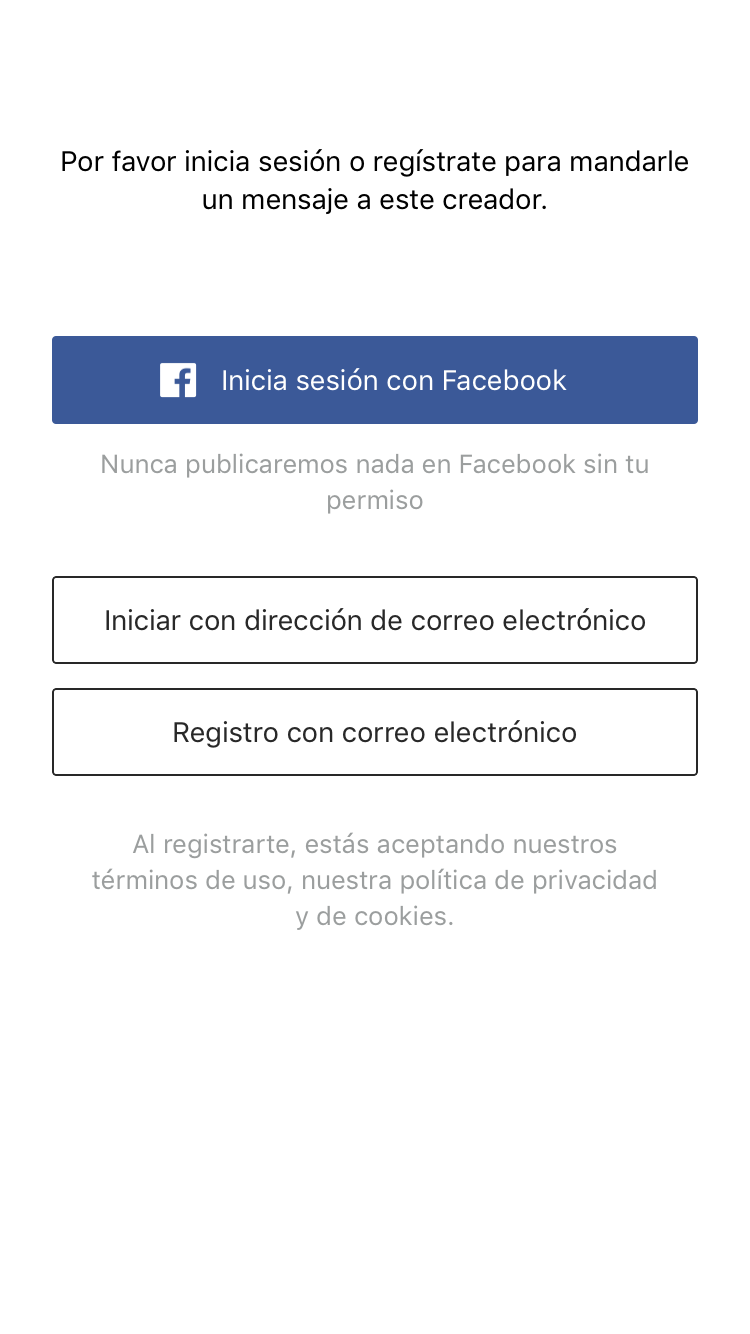 Por favor inicia sesión o regístrate para mandarle
un mensaje a este creador.
Inicia sesión con Facebook
Nunca publicaremos nada en Facebook sin tu
permiso
Iniciar con dirección de correo electrónico
Registro con correo electrónico
Al registrarte, estás aceptando nuestros
términos de uso, nuestra política de privacidad
y de cookies.